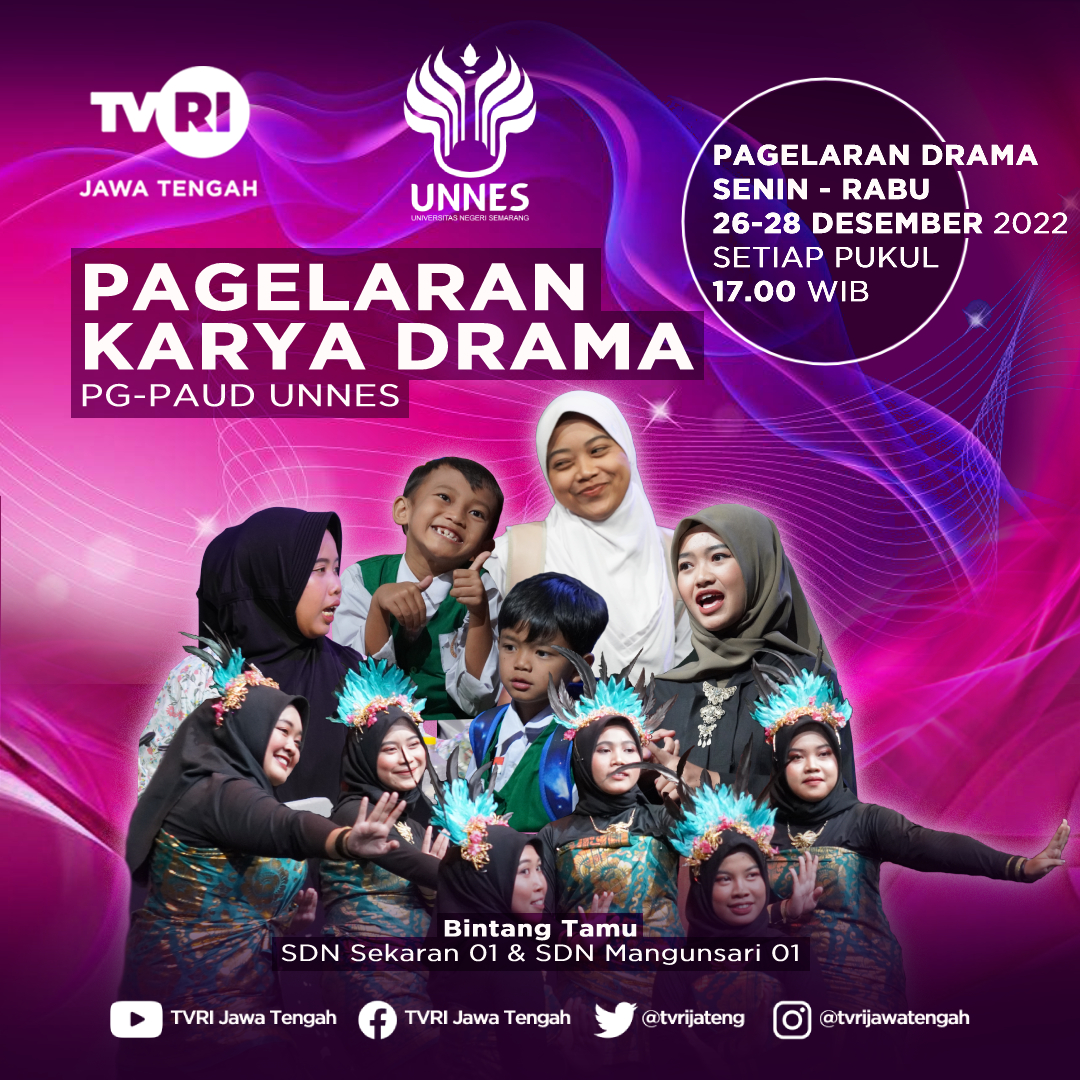 TVRI
JAWA TENGAH
UNNES
UNIVERSITAS NEGERI SEMARANG
PAGELARAN DRAMA
SENIN - RABU
26-28 DESEMBER 2022
SETIAP PUKUL
17.00 WIB
PAGELARAN
KARYA DRAMA
PG-PAUD UNNES
Bintang Tamu
SDN Sekaran 01 & SDN Mangunsari 01
TVRI Jawa Tengah
TVRI Jawa Tengah
@tvrijateng
@tvrijawatengah